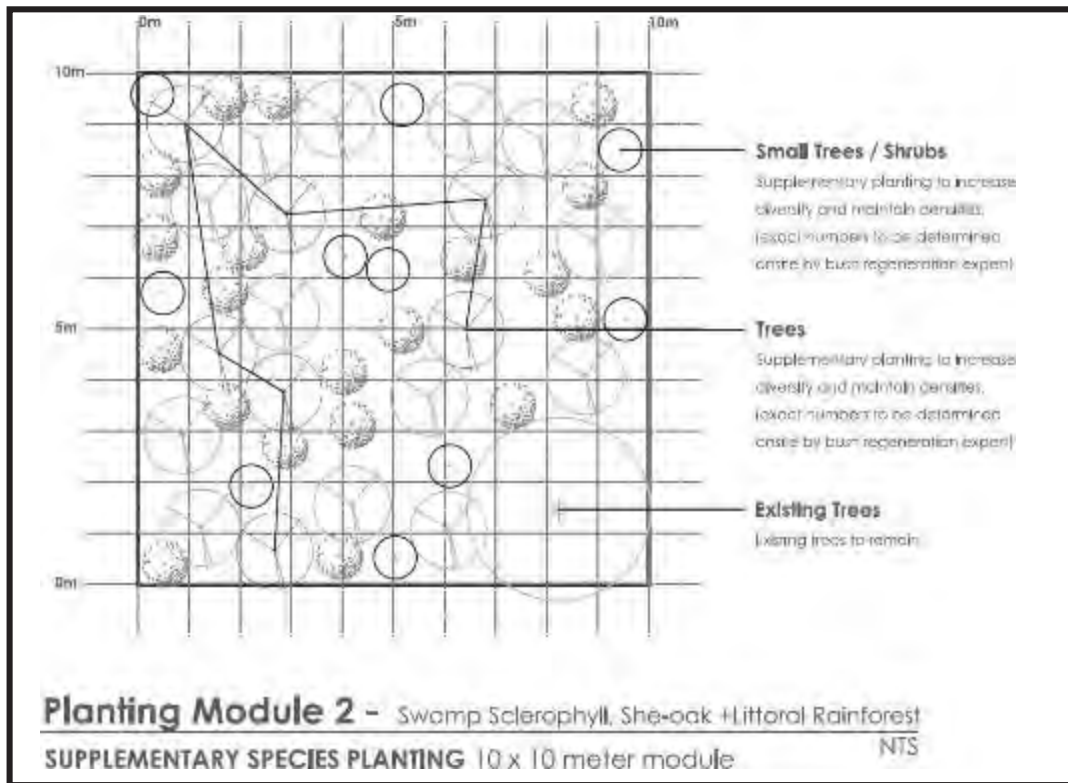 0m 5m 10m
10m
5m
0m
Small Trees / Shrubs
Supplementary planting to increase
diversity and maintain densities.
(exact numbers to be determined
onsite by bush regeneration expert)
Trees
Supplementary planting to increase
diversity and maintain densities.
(exact numbers to be determined
onsite by bush regeneration expert)
Existing Trees
Existing trees to remain
Planting Module 2 - Swamp Sclerophyll, She-oak +Littoral Rainforest
NTS
SUPPLEMENTARY SPECIES PLANTING 10 x 10 meter module